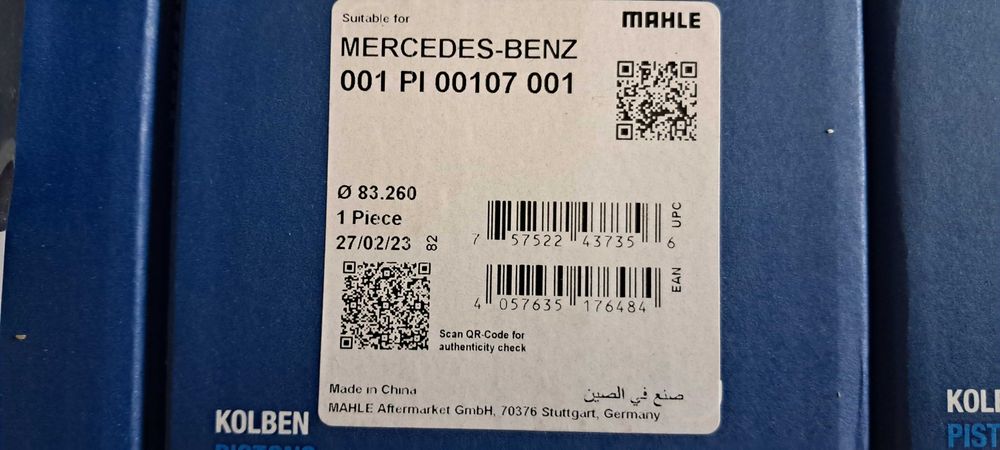 Suitable for
MAHLE
MERCEDES-BENZ
001 PI 00107 001
Ø 83.260
1 Piece
27/02/23 82
7 57522 43735 6 UPC
4 057635 176484 EAN
Scan QR-Code for
authenticity check
Made in China
صنع في الصين
MAHLE Aftermarket GmbH, 70376 Stuttgart, Germany
KOLBEN
PISTONS
KOL
PIST